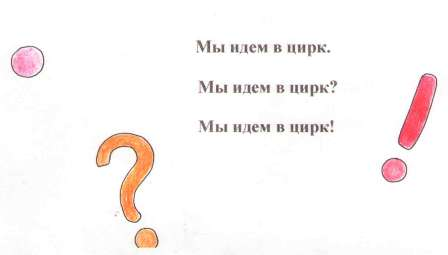 Мы идем в цирк.
Мы идем в цирк?
Мы идем в цирк!